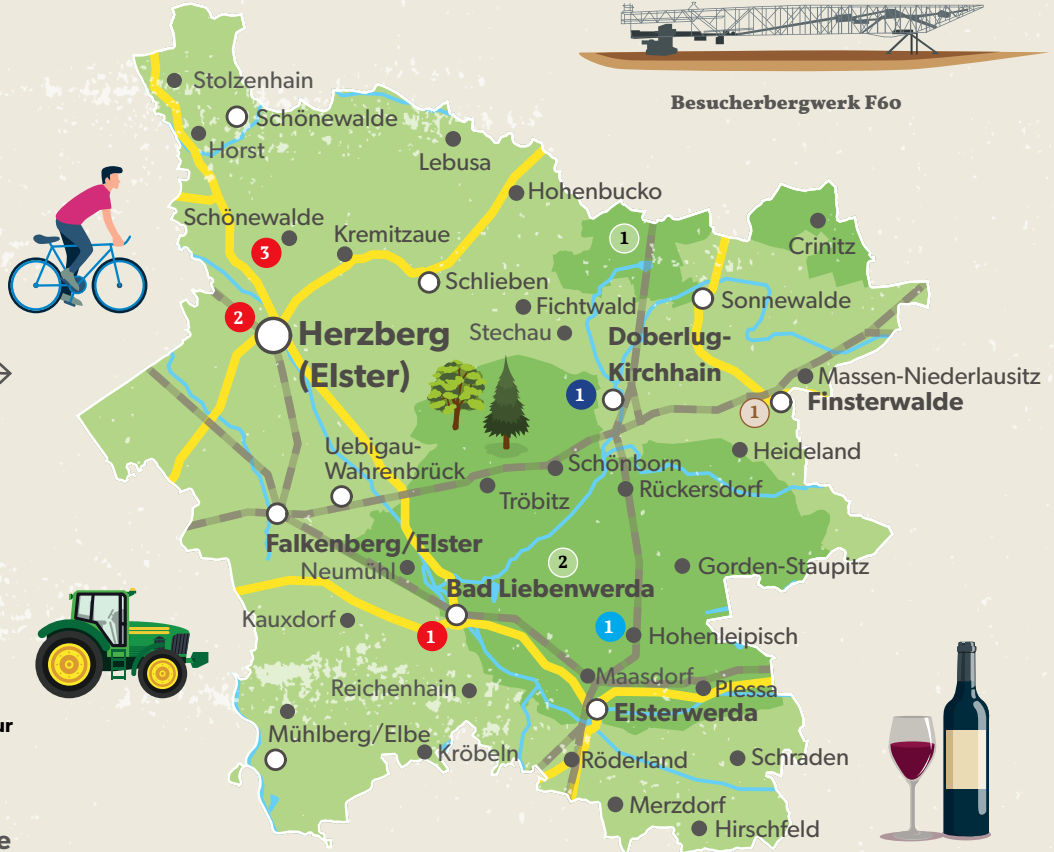 Besucherbergwerk F60
Stolzenhain
Schönewalde
Horst
Lebusa
Hohenbucko
Schönewalde
Kremitzaue
1
Crinitz
3
Schlieben
Sonnewalde
2
Fichtwald
Herzberg
(Elster)
Stechau
Doberlug-
Kirchhain
1
Massen-Niederlausitz
1
Finsterwalde
Uebigau-
Wahrenbrück
Heideland
Schönborn
Tröbitz
Rückersdorf
Falkenberg/Elster
Neumühl
2
Gorden-Staupitz
Bad Liebenwerda
Kauxdorf
1
1
Hohenleipisch
Maasdorf
Reichenhain
Plessa
Elsterwerda
ur
Mühlberg/Elbe
Kröbeln
Röderland
Schraden
Merzdorf
Hirschfeld
e